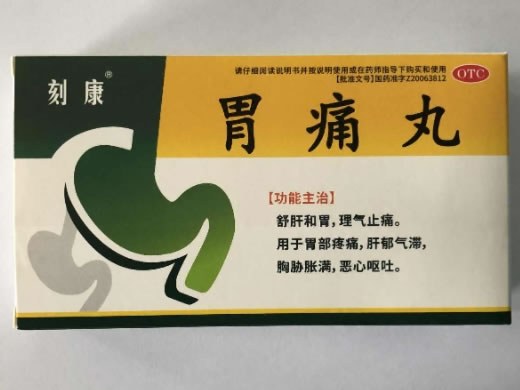 刻康®
请仔细阅读说明书并按说明使用或在药师指导下购买和使用
【批准文号】国药准字Z20063812
OTC
胃痛丸
【功能主治】
舒肝和胃,理气止痛。
用于胃部疼痛,肝郁气滞,
胸胁胀满,恶心呕吐。